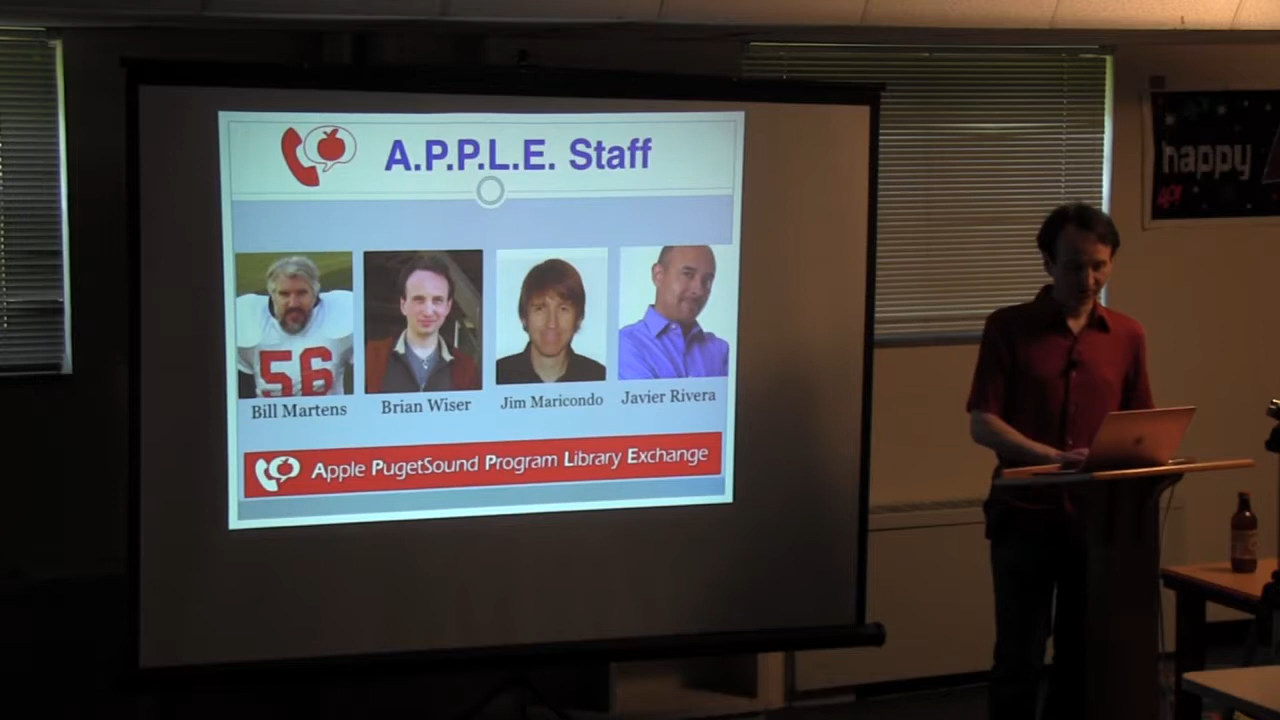 A.P.P.L.E. Staff
56
Bill Martens
Brian Wiser
Jim Maricondo
Javier Rivera
Apple PugetSound Program Library Exchange
happy